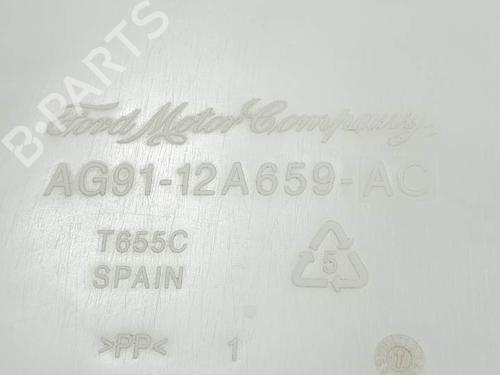 B-PARTS
Ford Motor Company
AG91-12A659-AC
T655C
SPAIN
5
>PP< 1